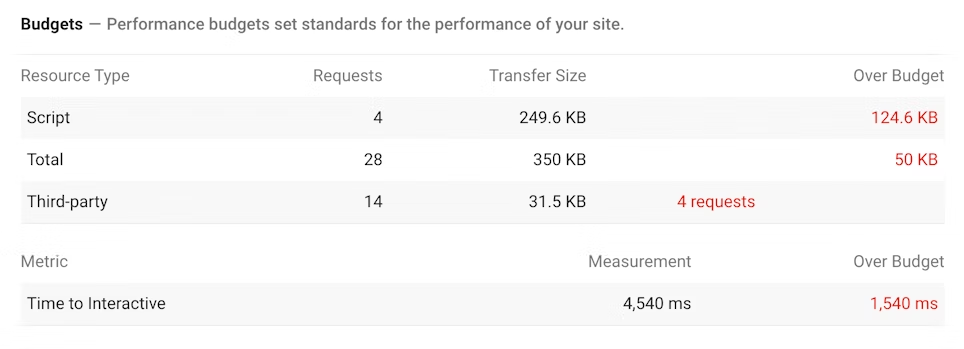 Budgets — Performance budgets set standards for the performance of your site.
Resource Type Requests Transfer Size Over Budget
Script 4 249.6 KB 124.6 KB
Total 28 350 KB 50 KB
Third-party 14 31.5 KB 4 requests
Metric Measurement Over Budget
Time to Interactive 4,540 ms 1,540 ms